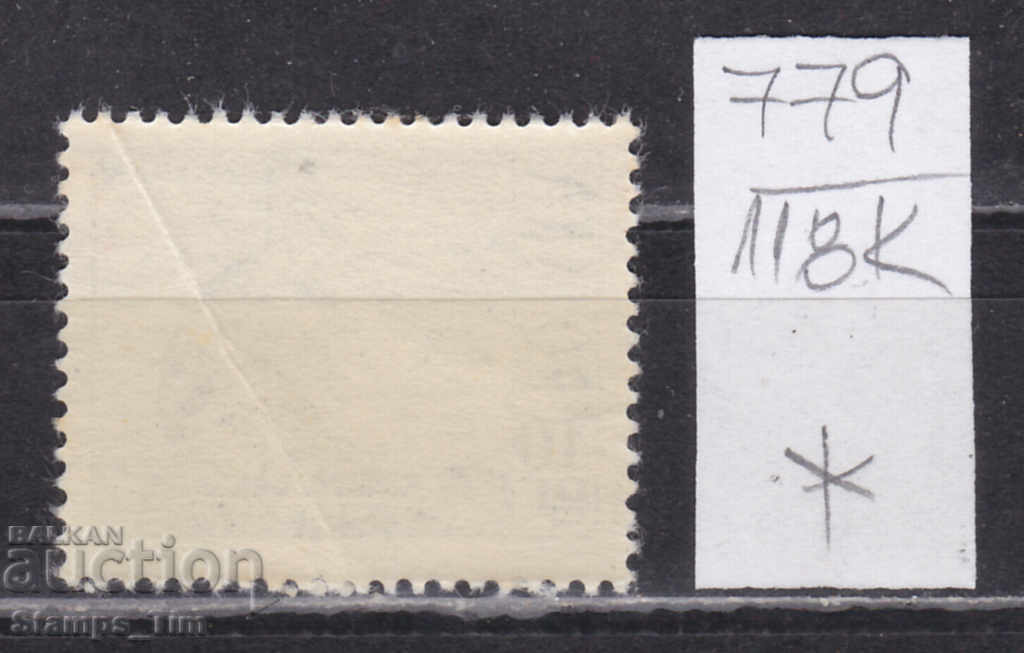 779
118K
*
BALKAN
auction
Stamps_Tim